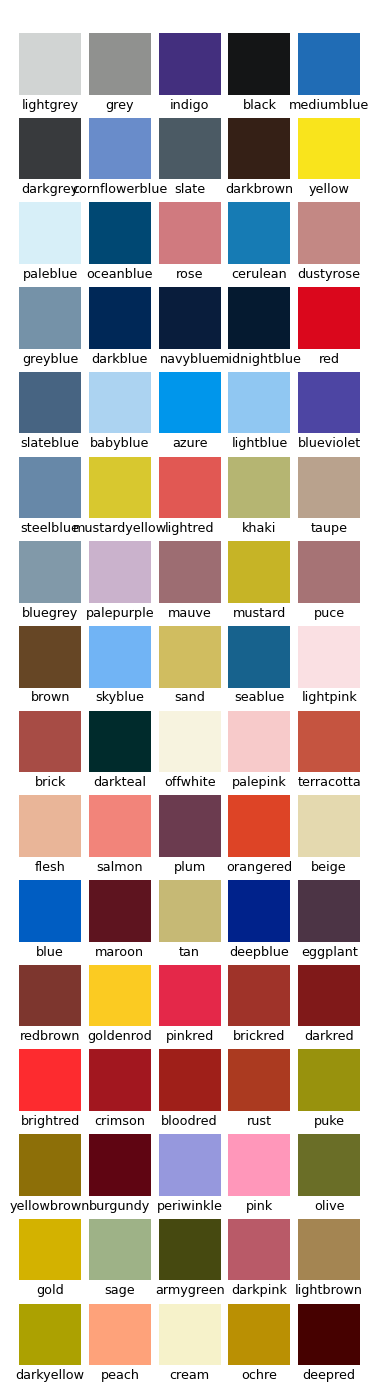 lightgrey grey indigo black mediumblue
darkgrey cornflowerblue slate darkbrown yellow
paleblue oceanblue rose cerulean dustyrose
greyblue darkblue navyblue midnightblue red
slateblue babyblue azure lightblue blueviolet
steelblue mustardyellow lightred khaki taupe
bluegrey palepurple mauve mustard puce
brown skyblue sand seablue lightpink
brick darkteal offwhite palepink terracotta
flesh salmon plum orangered beige
blue maroon tan deepblue eggplant
redbrown goldenrod pinkred brickred darkred
brightred crimson bloodred rust puke
yellowbrown burgundy periwinkle pink olive
gold sage armygreen darkpink lightbrown
darkyellow peach cream ochre deepred